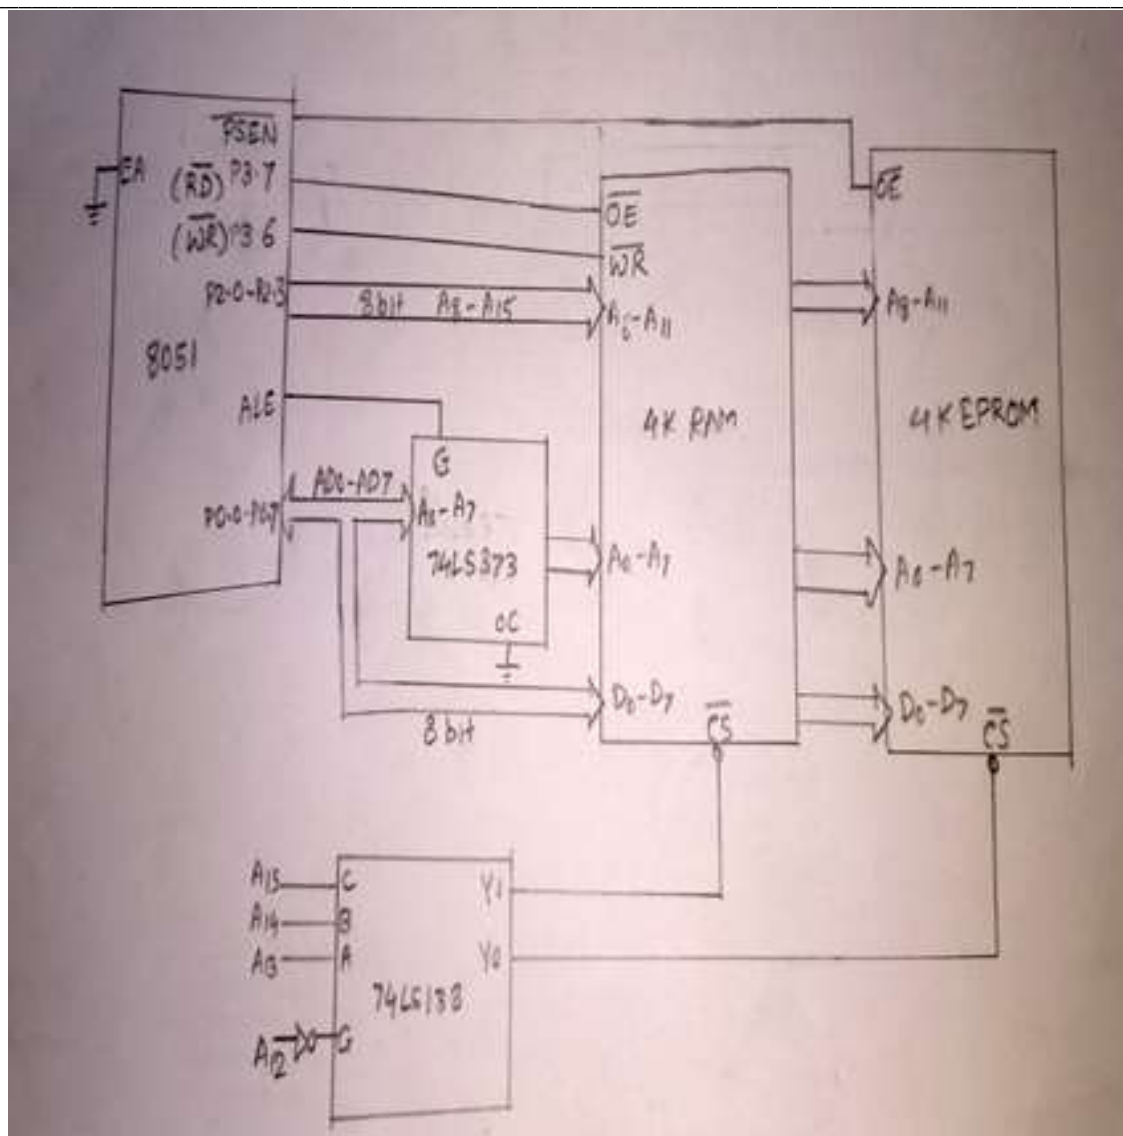 PSEN
EA
(RD) P3.7
(WR) P3.6
P2.0-P2.3
8bit A8-A15
8051
ALE
AD0-AD7
P0.0-P0.7
G
A0-A7
74LS373
OC
8 bit
OE
WR
A8-A11
4K RAM
A0-A7
D0-D7
CS
OE
A8-A11
4K EPROM
A0-A7
D0-D7
CS
A15
C
Y1
A14
B
A13
A
Y0
74LS138
A12
G